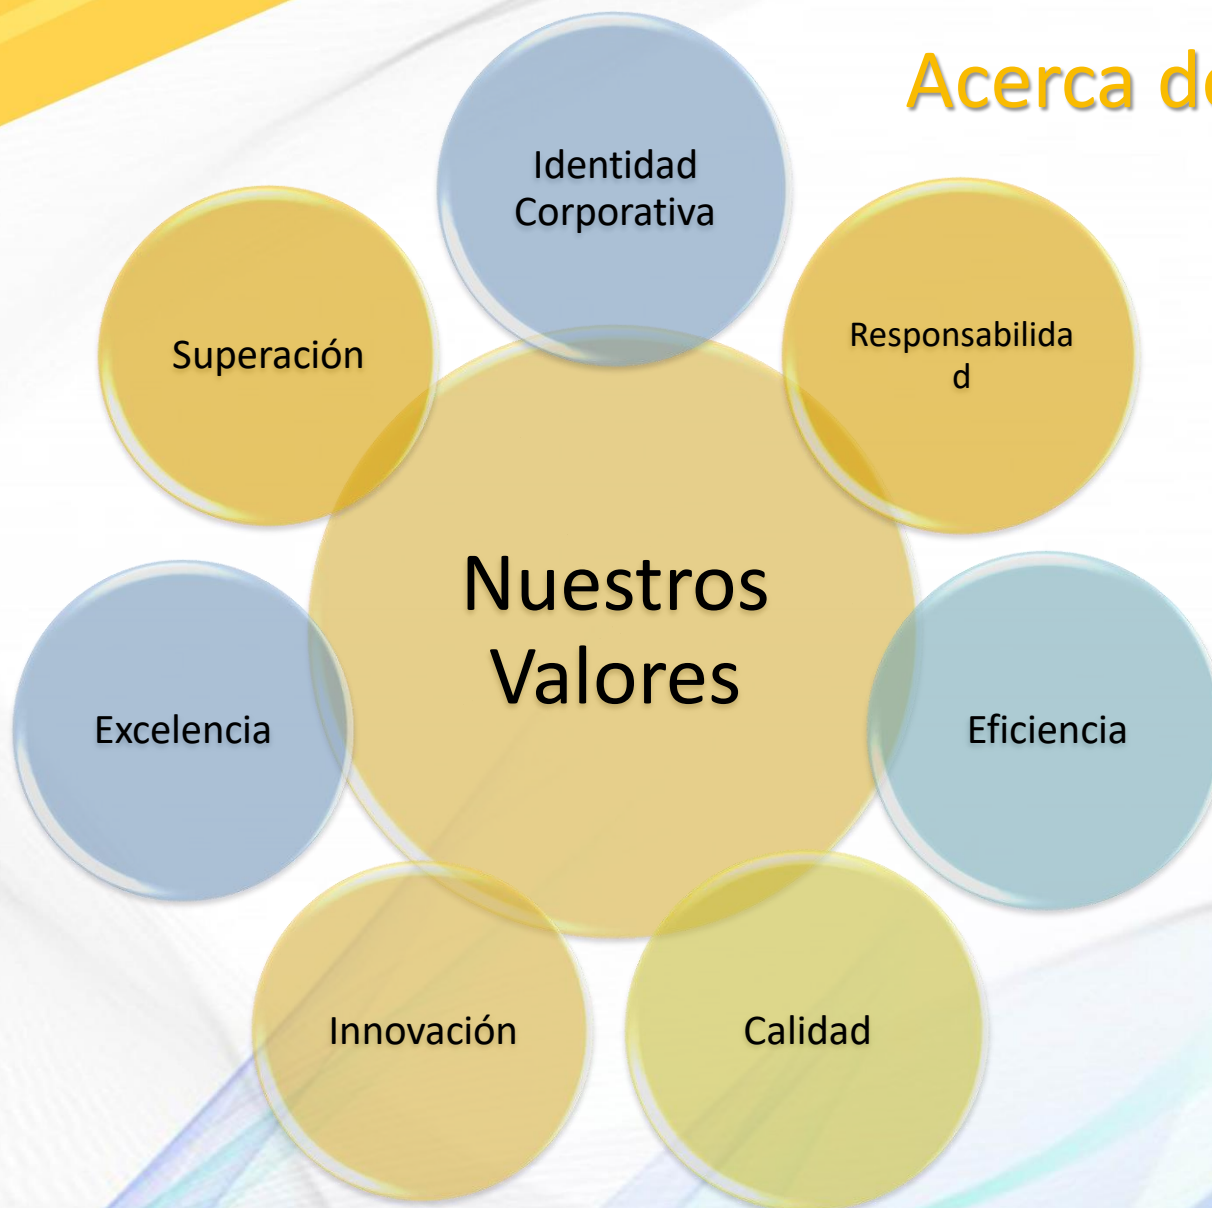 Acerca de
Identidad
Corporativa
Responsabilida
d
Superación
Nuestros
Valores
Excelencia
Eficiencia
Innovación
Calidad